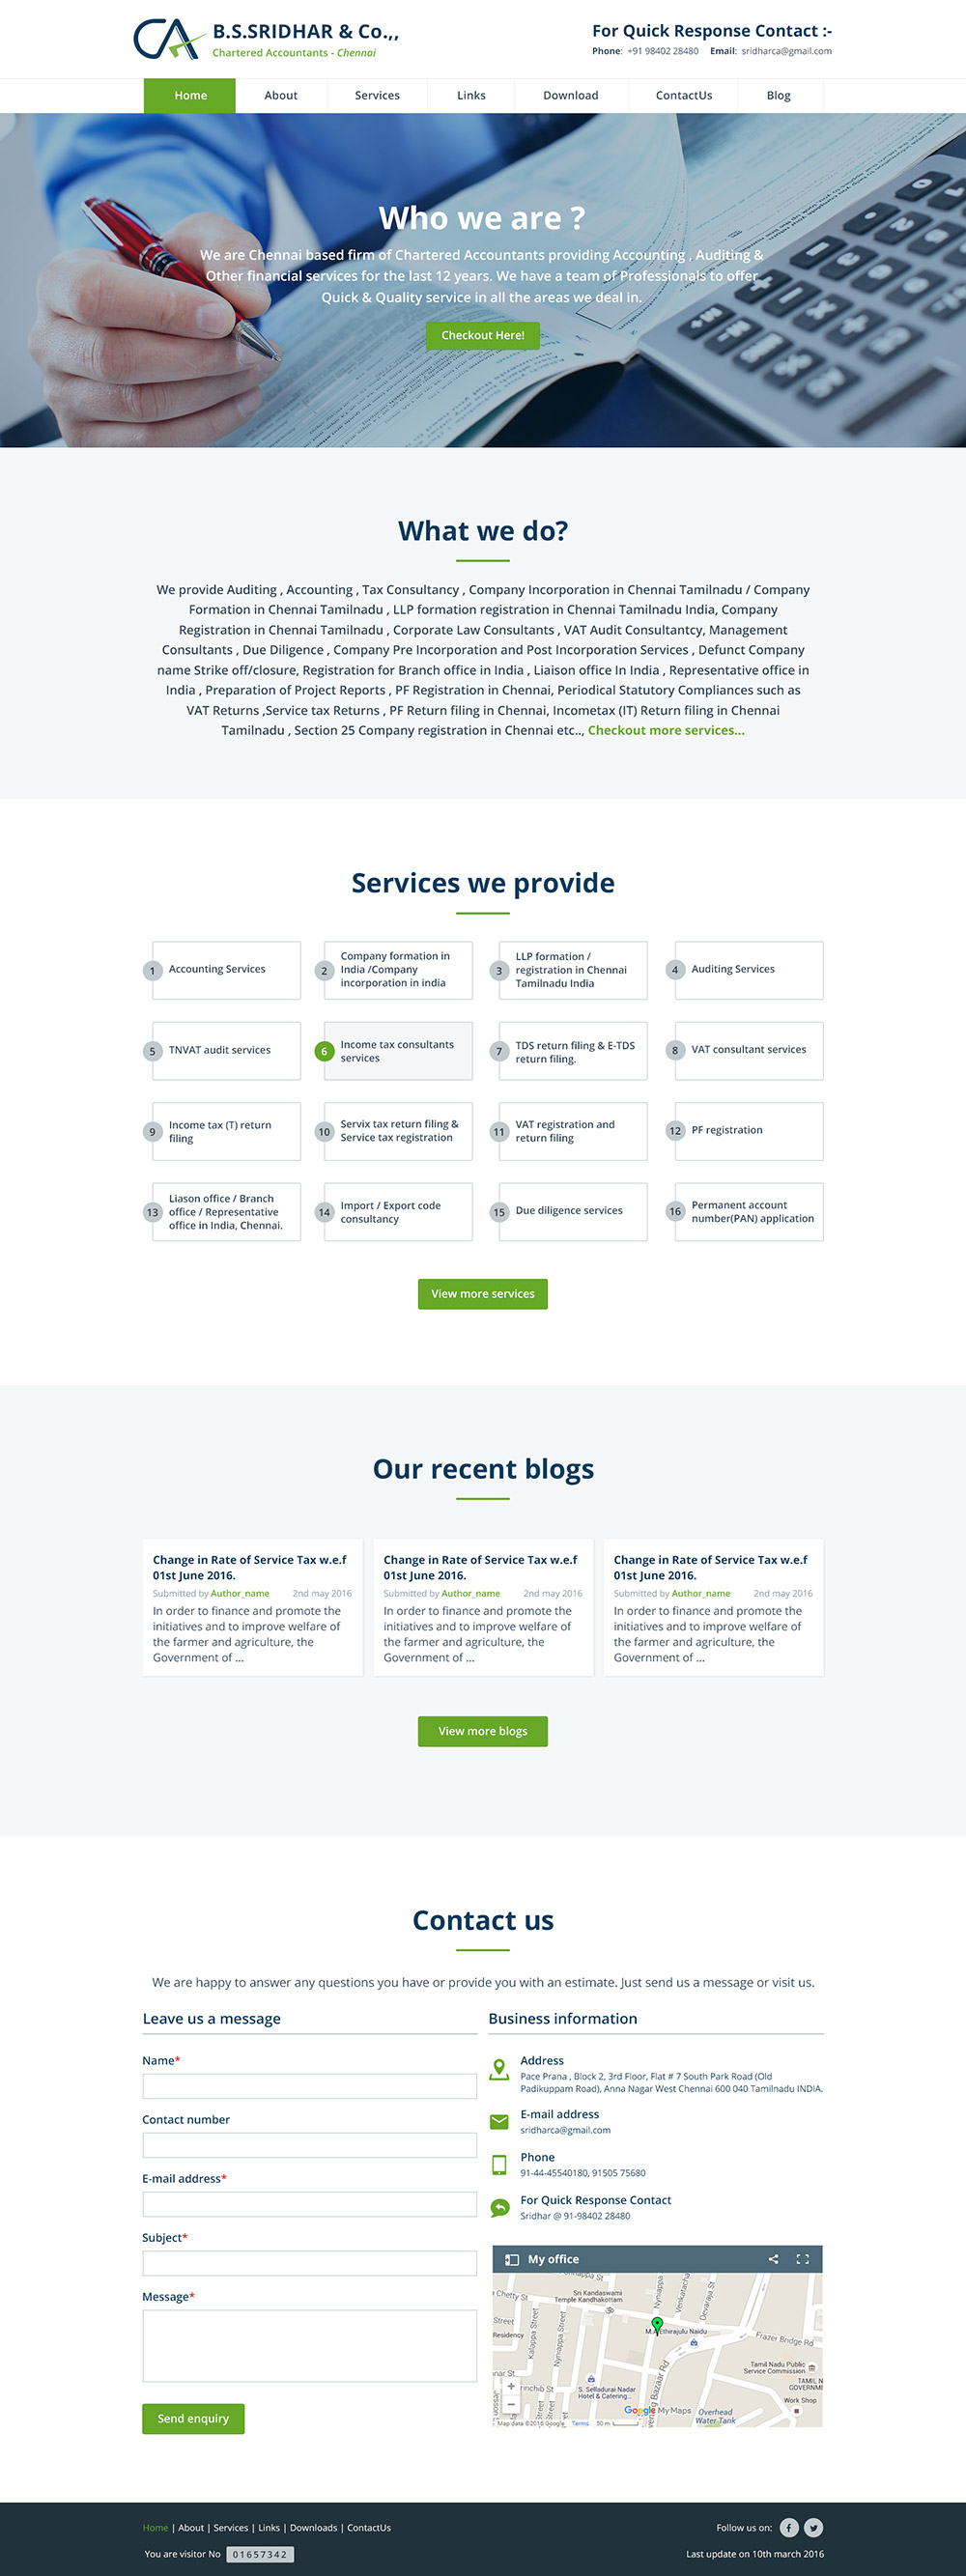 B.S.SRIDHAR & Co.,,
Chartered Accountants - Chennai
For Quick Response Contact :-
Phone: +91 98402 28480 Email: sridharca@gmail.com
Home About Services Links Download ContactUs Blog
Who we are ?
We are Chennai based firm of Chartered Accountants providing Accounting , Auditing &
Other financial services for the last 12 years. We have a team of Professionals to offer
Quick & Quality service in all the areas we deal in.
Checkout Here!
What we do?
We provide Auditing , Accounting , Tax Consultancy , Company Incorporation in Chennai Tamilnadu / Company
Formation in Chennai Tamilnadu , LLP formation registration in Chennai Tamilnadu India, Company
Registration in Chennai Tamilnadu , Corporate Law Consultants , VAT Audit Consultantcy, Management
Consultants , Due Diligence , Company Pre Incorporation and Post Incorporation Services , Defunct Company
name Strike off/closure, Registration for Branch office in India , Liaison office In India , Representative office in
India , Preparation of Project Reports , PF Registration in Chennai, Periodical Statutory Compliances such as
VAT Returns ,Service tax Returns , PF Return filing in Chennai, Incometax (IT) Return filing in Chennai
Tamilnadu , Section 25 Company registration in Chennai etc.., Checkout more services...
Services we provide
1 Accounting Services
2 Company formation in
India /Company
incorporation in india
3 LLP formation /
registration in Chennai
Tamilnadu India
4 Auditing Services
5 TNVAT audit services
6 Income tax consultants
services
7 TDS return filing & E-TDS
return filing.
8 VAT consultant services
9 Income tax (T) return
filing
10 Servix tax return filing &
Service tax registration
11 VAT registration and
return filing
12 PF registration
13 Liason office / Branch
office / Representative
office in India, Chennai.
14 Import / Export code
consultancy
15 Due diligence services
16 Permanent account
number(PAN) application
View more services
Our recent blogs
Change in Rate of Service Tax w.e.f
01st June 2016.
Submitted by Author_name 2nd may 2016
In order to finance and promote the
initiatives and to improve welfare of
the farmer and agriculture, the
Government of ...
Change in Rate of Service Tax w.e.f
01st June 2016.
Submitted by Author_name 2nd may 2016
In order to finance and promote the
initiatives and to improve welfare of
the farmer and agriculture, the
Government of ...
Change in Rate of Service Tax w.e.f
01st June 2016.
Submitted by Author_name 2nd may 2016
In order to finance and promote the
initiatives and to improve welfare of
the farmer and agriculture, the
Government of ...
View more blogs
Contact us
We are happy to answer any questions you have or provide you with an estimate. Just send us a message or visit us.
Leave us a message
Name*
Contact number
E-mail address*
Subject*
Message*
Send enquiry
Business information
Address
Pace Prana , Block 2, 3rd Floor, Flat # 7 South Park Road (Old
Padikuppam Road), Anna Nagar West Chennai 600 040 Tamilnadu INDIA.
E-mail address
sridharca@gmail.com
Phone
91-44-45540180, 91505 75680
For Quick Response Contact
Sridhar @ 91-98402 28480
My office
Chetty St
Sri Kandaswami
Temple Kandhakottam
Street
Residency
Kalappa Street
Nyniappa Street
Nyniappa
Venkatacha
Devaraja St
M.A Ethirajulu Naidu
Frazer Bridge Rd
Tamil Nadu Public
Service Commission
TAMIL N
GOVERNME
Work Shop
S. Selladurai Nadar
Hotel & Catering...
Bazaar Rd
Overhead
Water Tank
Google My Maps
Map data ©2016 Google Terms 50 m
Home | About | Services | Links | Downloads | ContactUs
Follow us on:
You are visitor No 01657342
Last update on 10th march 2016